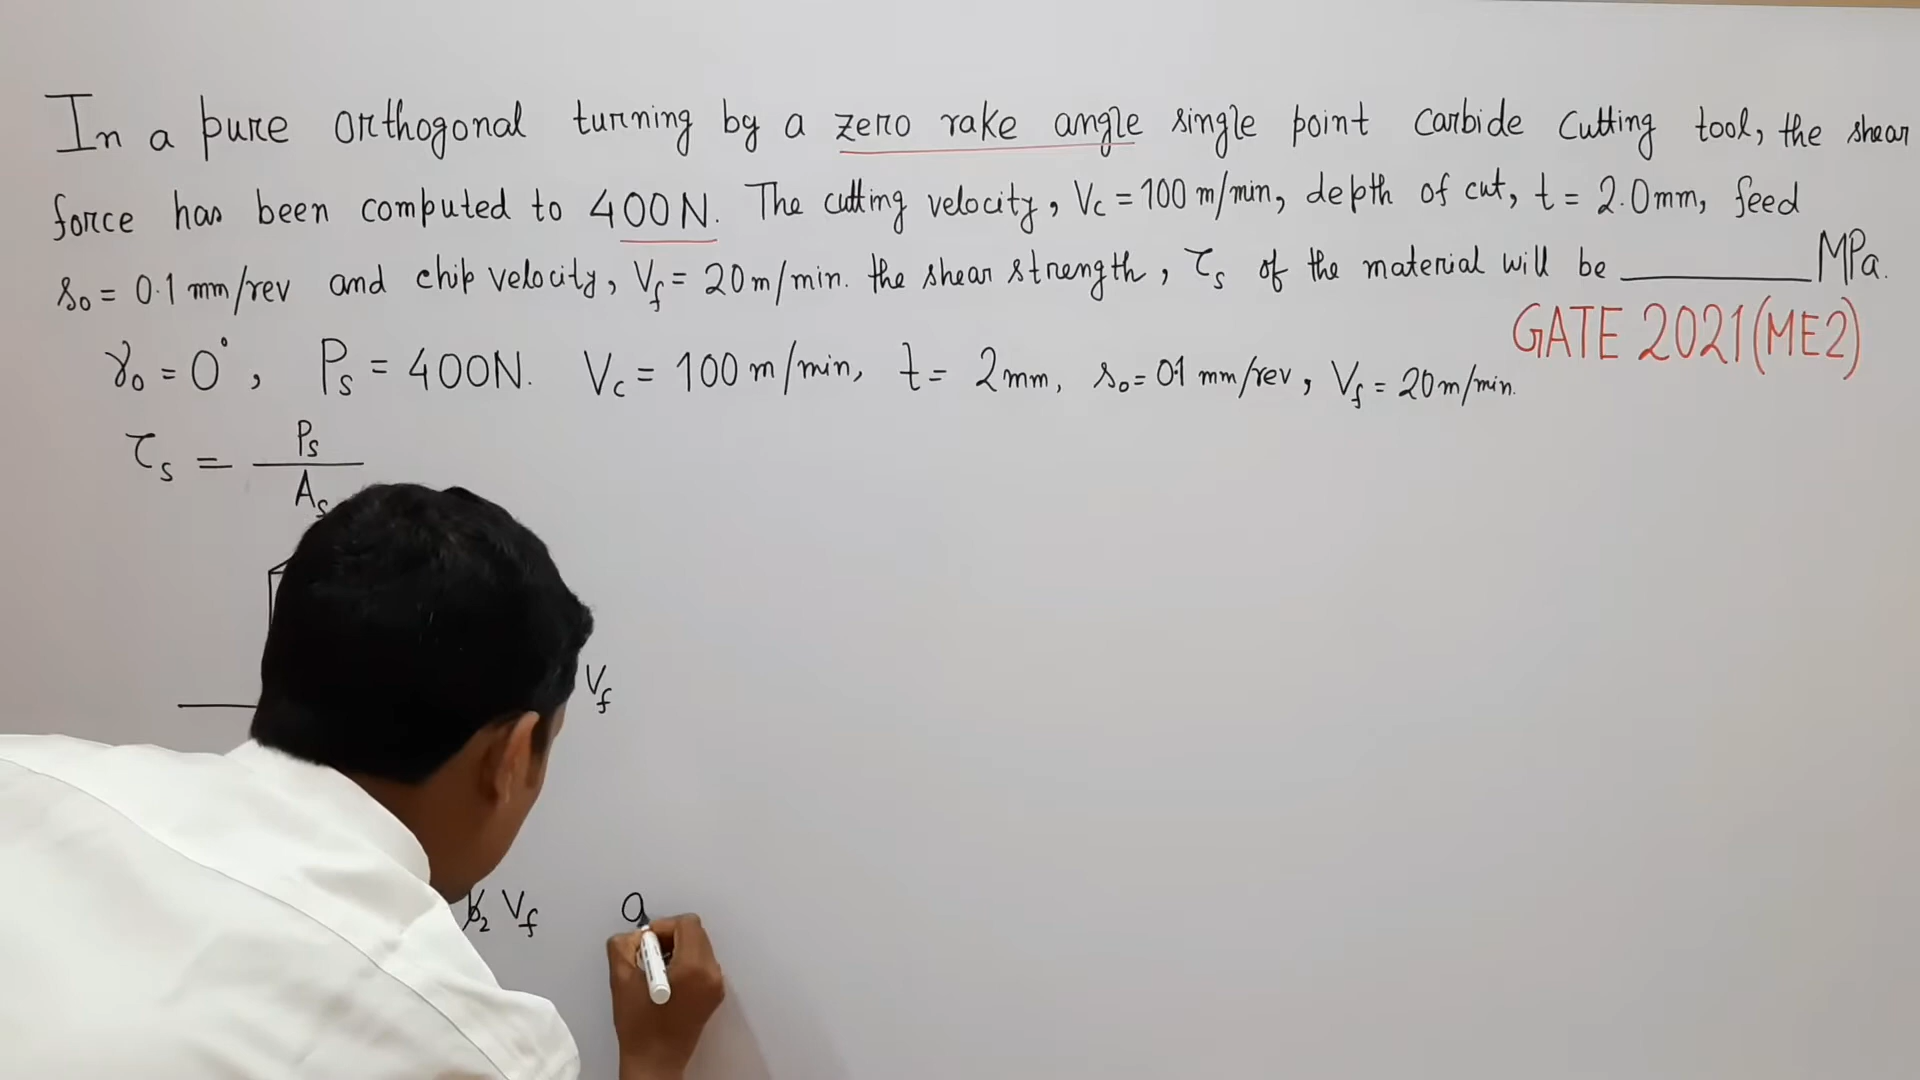 In a pure orthogonal turning by a zero rake angle single point carbide cutting tool, the shear
force has been computed to 400N. The cutting velocity, Vc = 100 m/min, depth of cut, t = 2.0mm, feed
s₀ = 0.1 mm/rev and chip velocity, Vf = 20m/min. the shear strength, τs of the material will be ________ MPa.
GATE 2021(ME2)
γ₀ = 0°, Ps = 400N. Vc = 100 m/min, t = 2mm, s₀ = 0.1 mm/rev, Vf = 20m/min.
τs = Ps / As
Vf
b₂ Vf